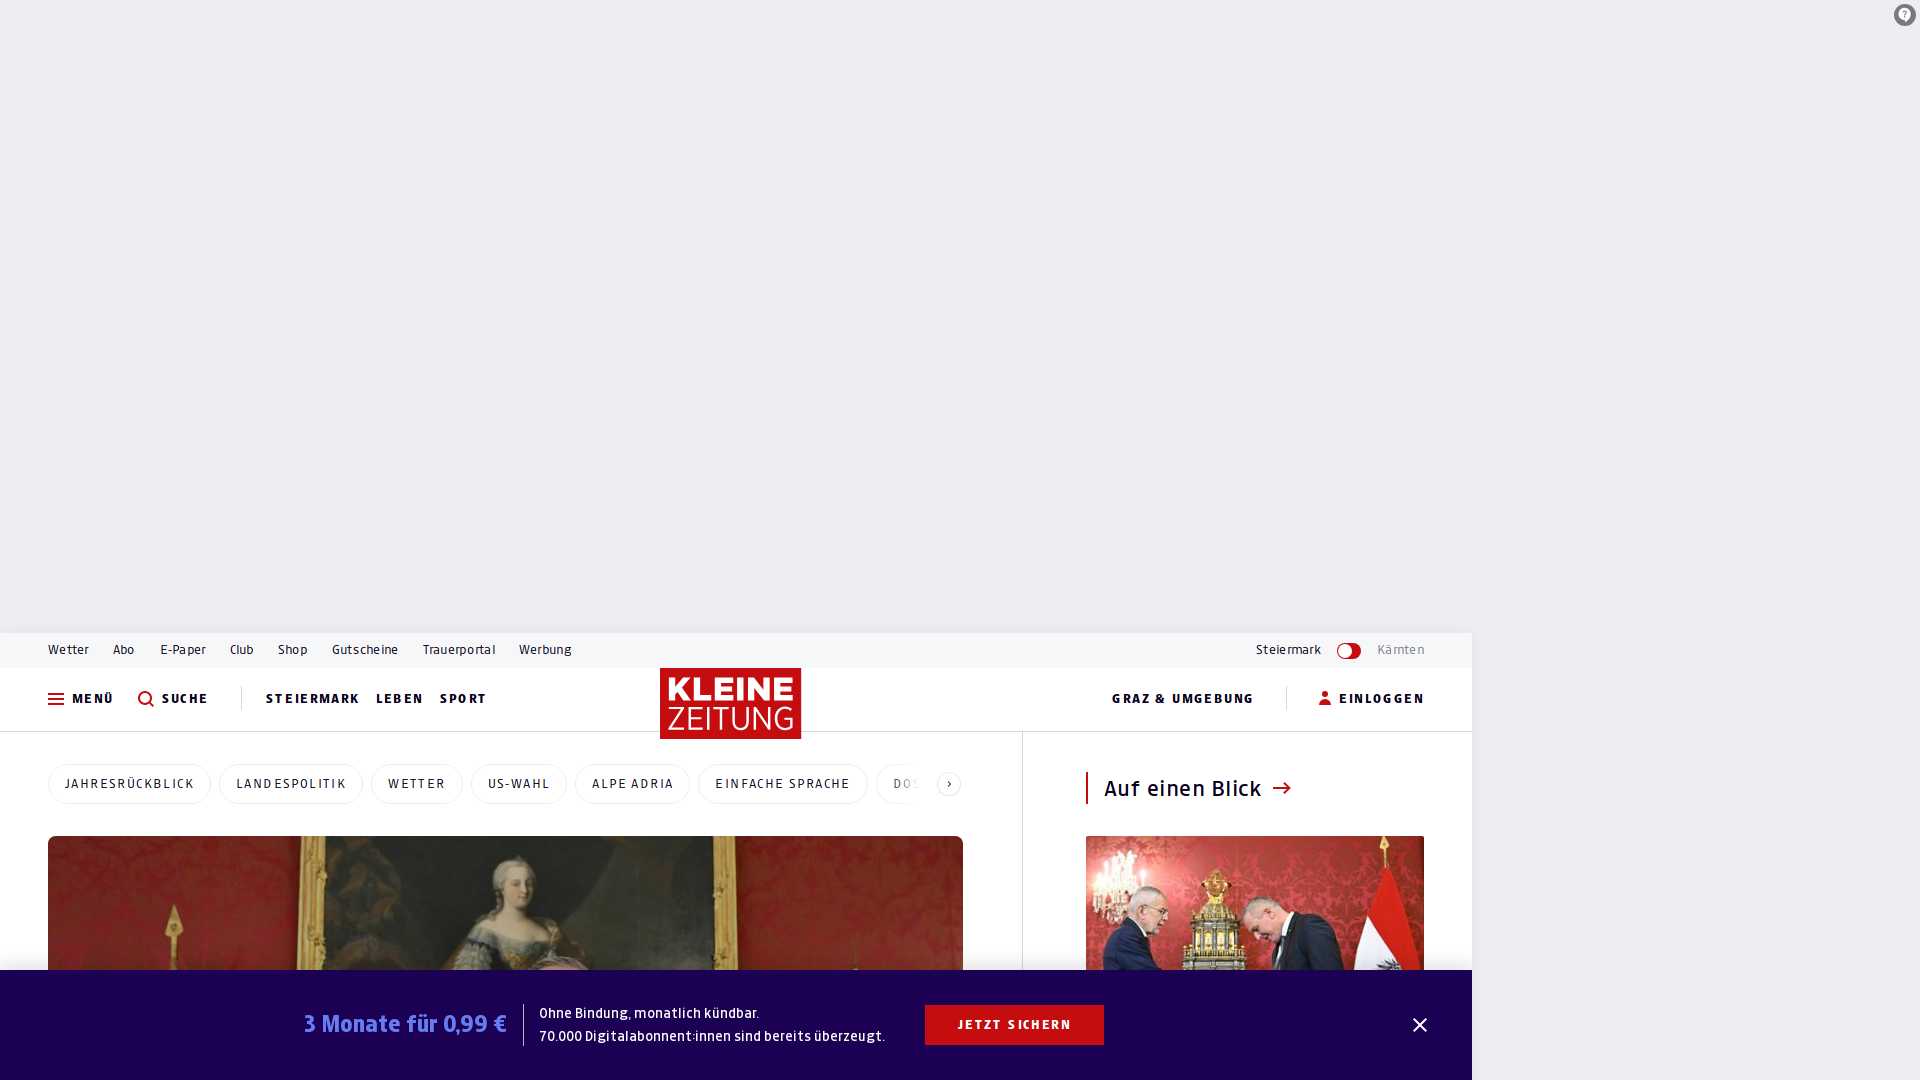 Wetter Abo E-Paper Club Shop Gutscheine Trauerportal Werbung Steiermark Kärnten
MENÜ SUCHE STEIERMARK LEBEN SPORT KLEINE ZEITUNG GRAZ & UMGEBUNG EINLOGGEN
JAHRESRÜCKBLICK LANDESPOLITIK WETTER US-WAHL ALPE ADRIA EINFACHE SPRACHE
Auf einen Blick
3 Monate für 0,99 €
Ohne Bindung, monatlich kündbar.
70.000 Digitalabonnent:innen sind bereits überzeugt.
JETZT SICHERN